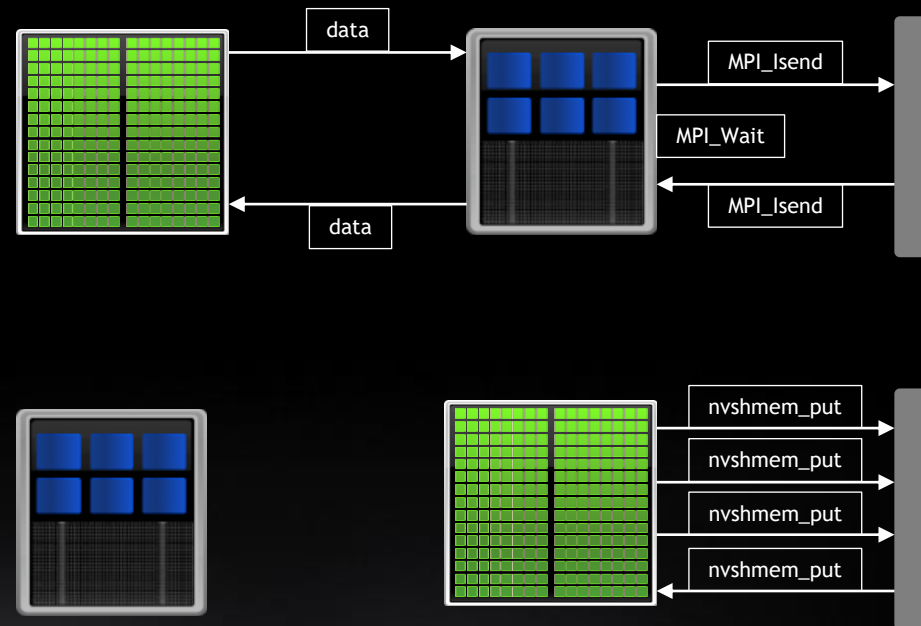 data
MPI_Isend
MPI_Wait
MPI_Isend
data
nvshmem_put
nvshmem_put
nvshmem_put
nvshmem_put